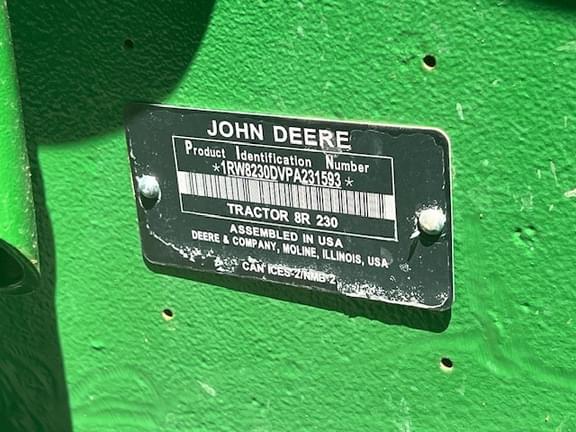 JOHN DEERE
Product Identification Number
*1RW8230DVPA231593*
TRACTOR 8R 230
ASSEMBLED IN USA
DEERE & COMPANY, MOLINE, ILLINOIS, USA
CAN ICES-2/NMB-2